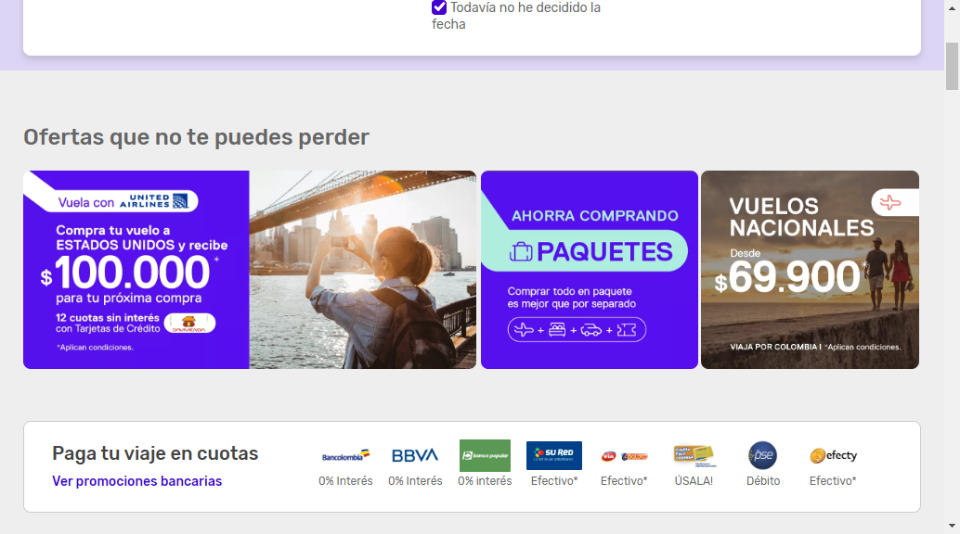 Todavía no he decidido la
fecha
Ofertas que no te puedes perder
Vuela con UNITED AIRLINES
Compra tu vuelo a
ESTADOS UNIDOS y recibe
$100.000*
para tu próxima compra
12 cuotas sin interés
con Tarjetas de Crédito DAVIVIENDA
*Aplican condiciones.
AHORRA COMPRANDO
PAQUETES
Comprar todo en paquete
es mejor que por separado
+ + +
VUELOS
NACIONALES
Desde
$69.900*
VIAJA POR COLOMBIA I *Aplican condiciones.
Paga tu viaje en cuotas
Ver promociones bancarias
Bancolombia
0% Interés
BBVA
0% Interés
banco popular
0% interés
SU RED
Efectivo*
via
Efectivo*
ÚSALA!
pse
Débito
efecty
Efectivo*